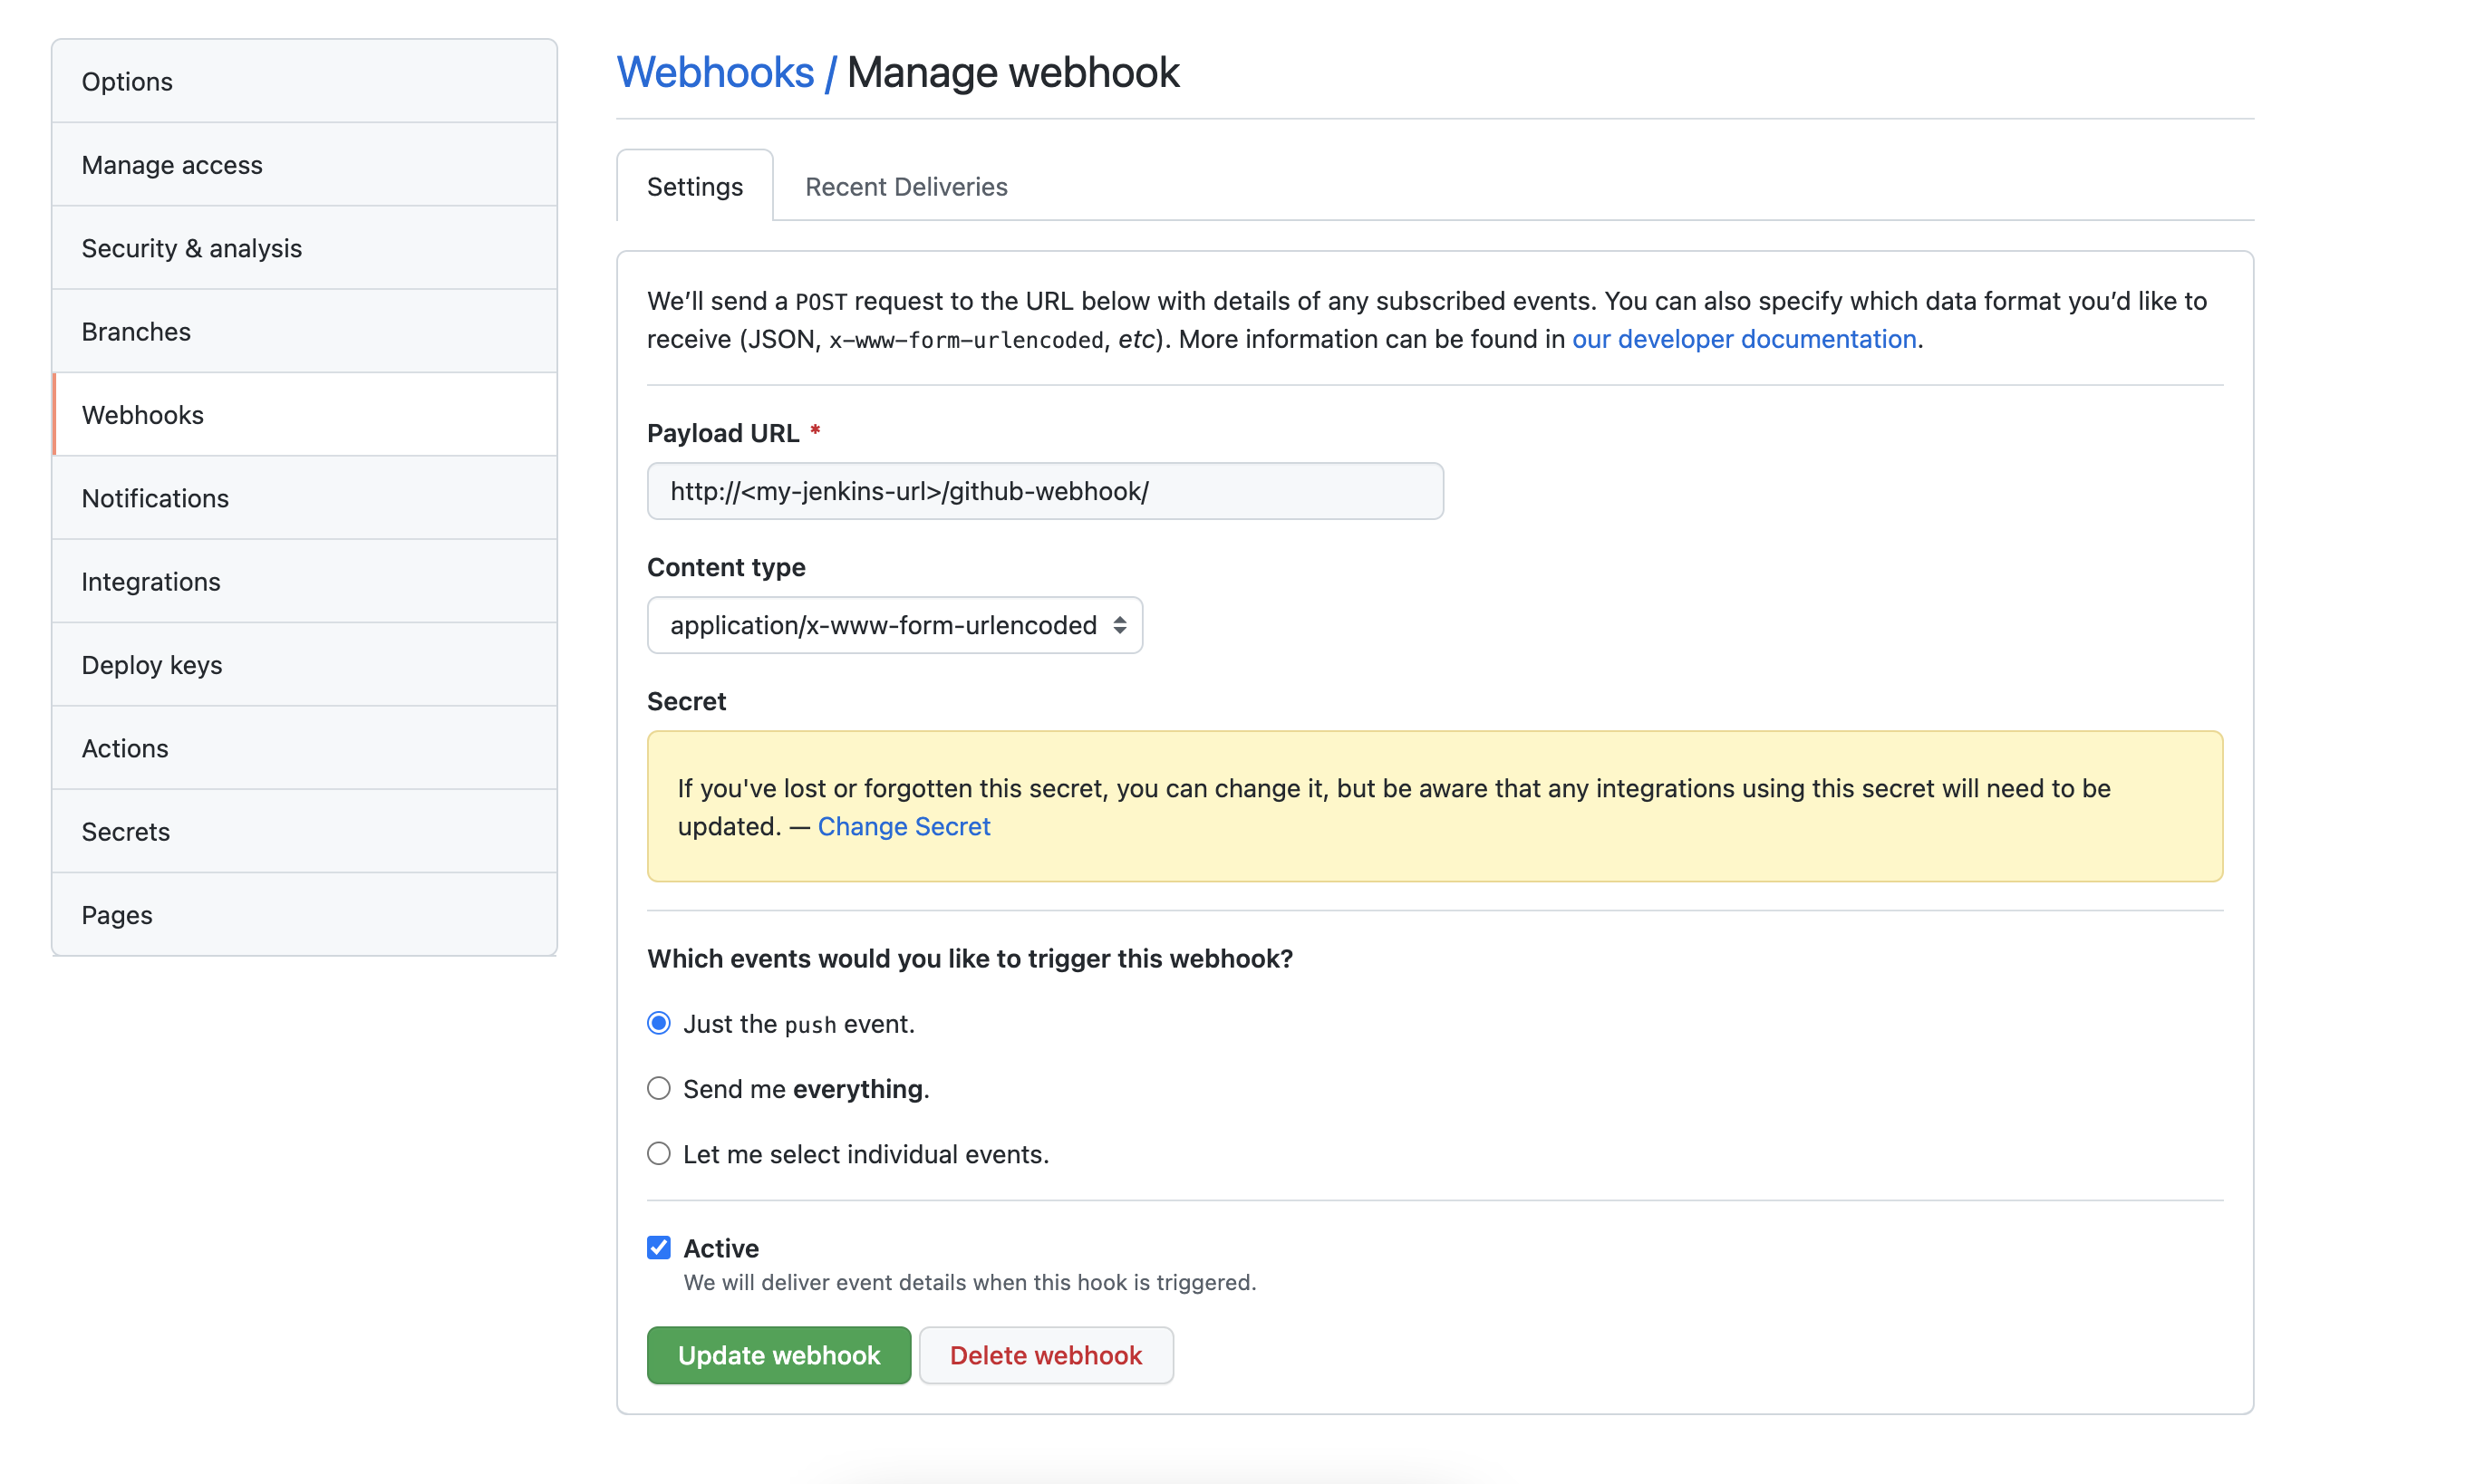 Options
Manage access
Security & analysis
Branches
Webhooks
Notifications
Integrations
Deploy keys
Actions
Secrets
Pages
Webhooks / Manage webhook
Settings
Recent Deliveries
We’ll send a POST request to the URL below with details of any subscribed events. You can also specify which data format you’d like to
receive (JSON, x-www-form-urlencoded, etc). More information can be found in our developer documentation.
Payload URL *
http://<my-jenkins-url>/github-webhook/
Content type
application/x-www-form-urlencoded
Secret
If you've lost or forgotten this secret, you can change it, but be aware that any integrations using this secret will need to be
updated. — Change Secret
Which events would you like to trigger this webhook?
Just the push event.
Send me everything.
Let me select individual events.
Active
We will deliver event details when this hook is triggered.
Update webhook
Delete webhook